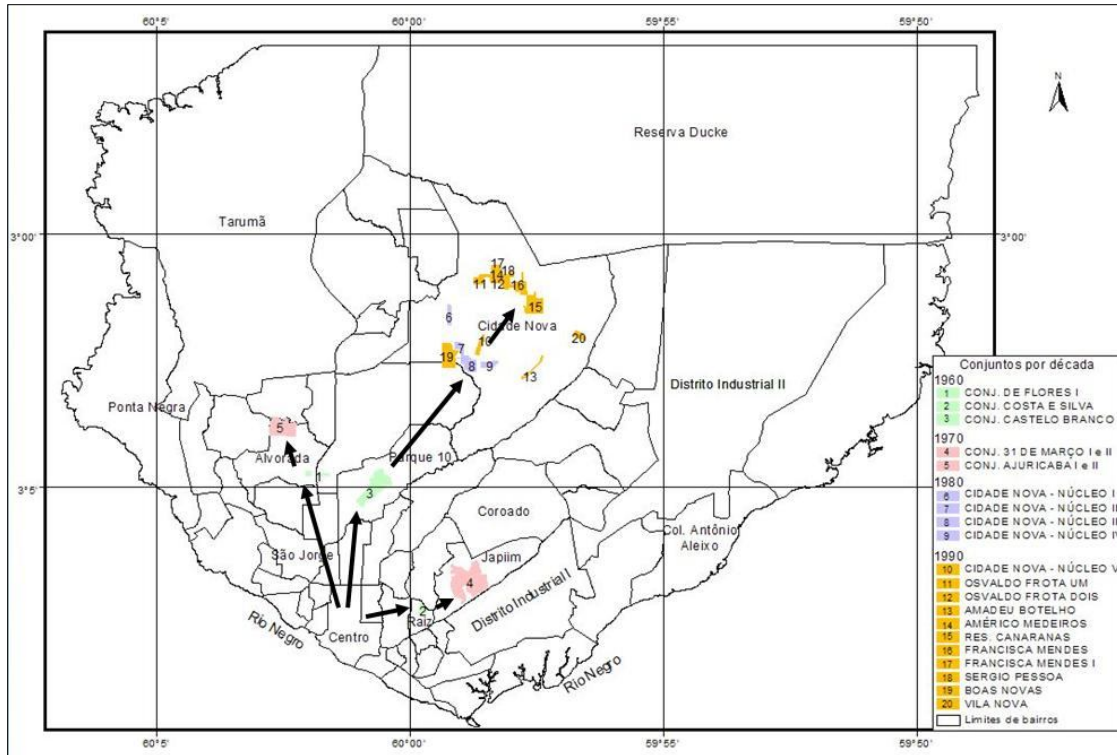 60°5' 60°00' 59°55' 59°50'
N
Reserva Ducke
Tarumã
3°00' 3°00'
17
14 18
11 12 16
15
6
Cidade Nova
10 20
7
19
8 9
13
Distrito Industrial II
Ponta Negra
5
Alvorada Parque 10
1
3°5'
3
Coroado
Col. Antônio
Aleixo
São Jorge
Japiim
4
Distrito Industrial I
2
Raiz
Centro
Rio Negro
Rio Negro
Conjuntos por década
1960
1 CONJ. DE FLORES I
2 CONJ. COSTA E SILVA
3 CONJ. CASTELO BRANCO
1970
4 CONJ. 31 DE MARÇO I e II
5 CONJ. AJURICABA I e II
1980
6 CIDADE NOVA - NÚCLEO I
7 CIDADE NOVA - NÚCLEO II
8 CIDADE NOVA - NÚCLEO II
9 CIDADE NOVA - NÚCLEO IV
1990
10 CIDADE NOVA - NÚCLEO V
11 OSVALDO FROTA UM
12 OSVALDO FROTA DOIS
13 AMADEU BOTELHO
14 AMÉRICO MEDEIROS
15 RES. CANARANAS
16 FRANCISCA MENDES
17 FRANCISCA MENDES I
18 SERGIO PESSOA
19 BOAS NOVAS
20 VILA NOVA
Limites de bairros
60°5' 60°00' 59°55' 59°50'